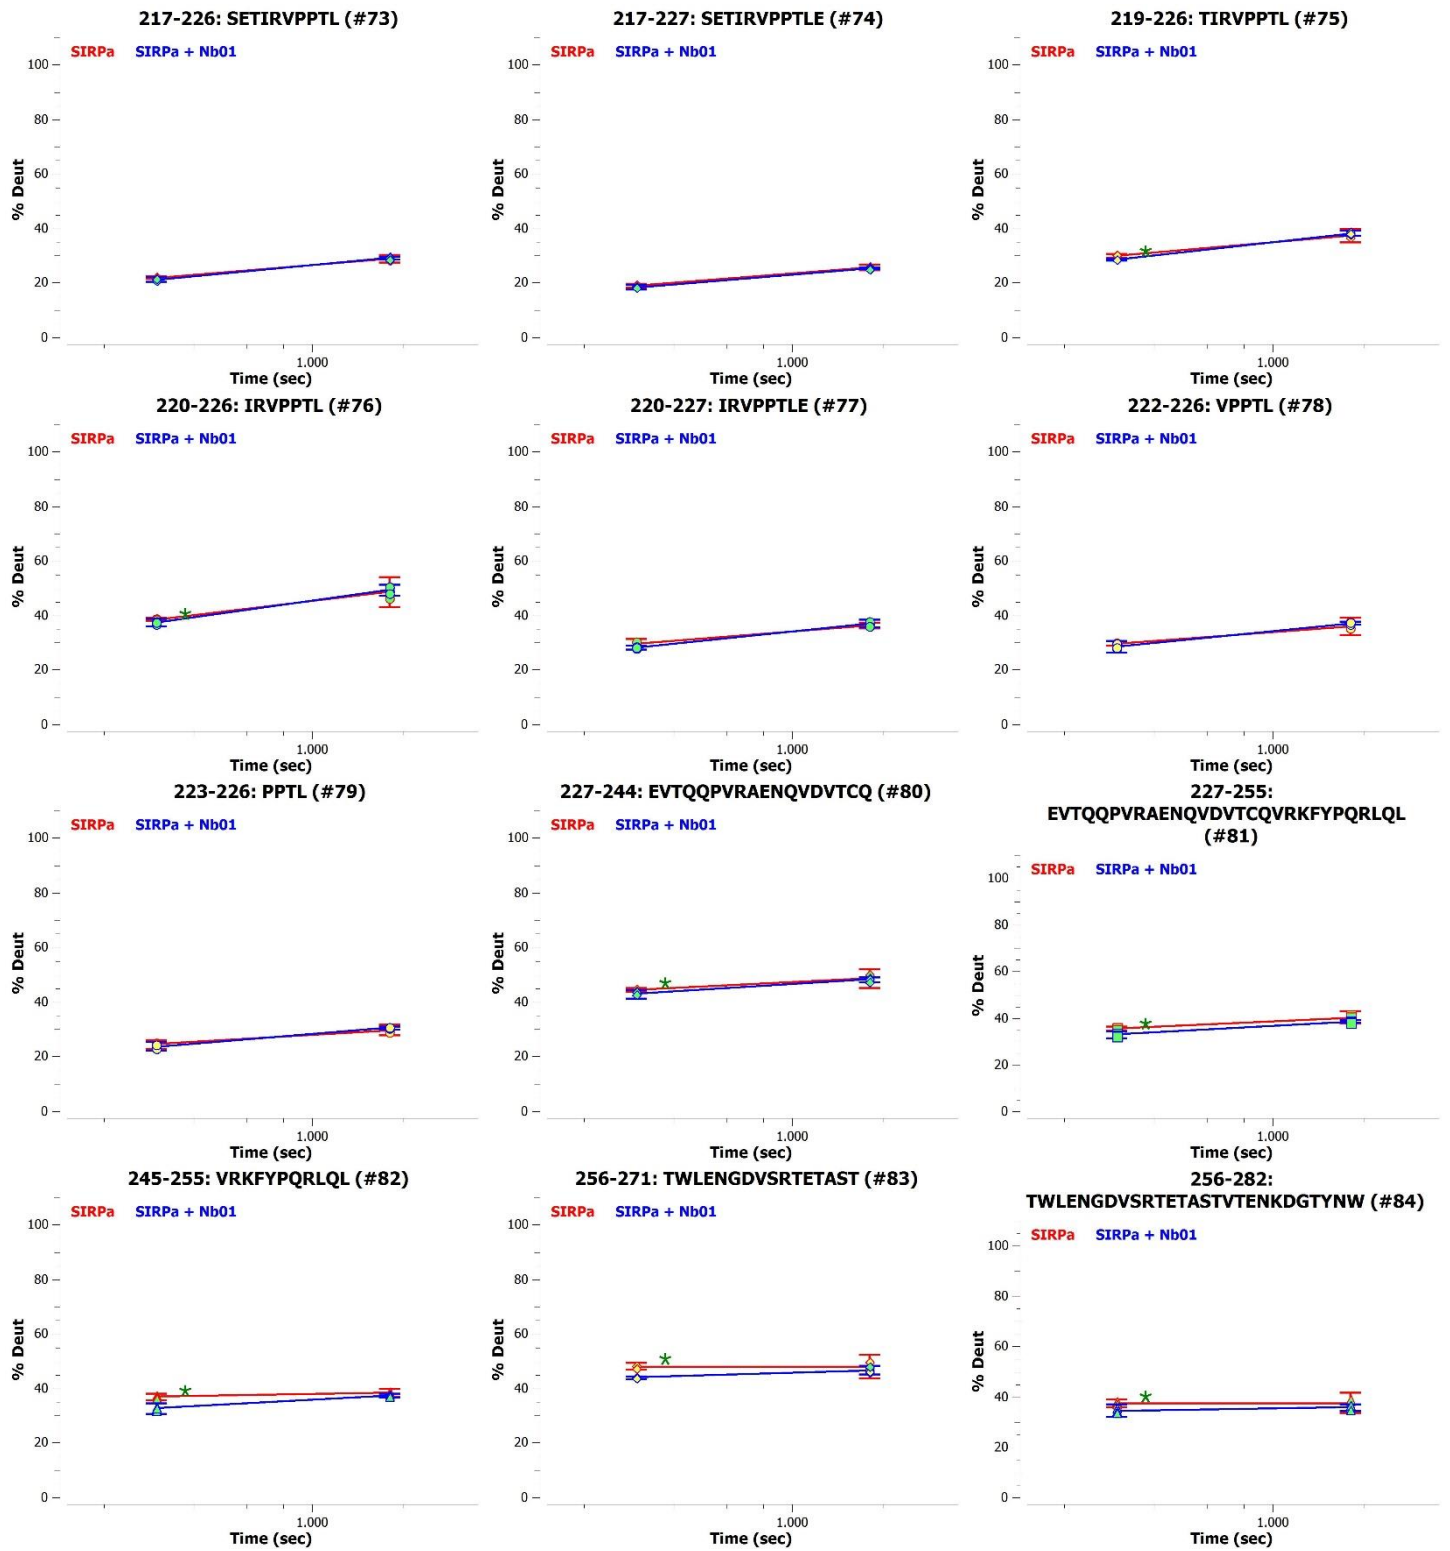 217-226: SETIRVPPTL (#73)
SIRPa SIRPa + Nb01
100
80
60
40
20
0
% Deut
1.000
Time (sec)
217-227: SETIRVPPTLE (#74)
SIRPa SIRPa + Nb01
100
80
60
40
20
0
% Deut
1.000
Time (sec)
219-226: TIRVPPTL (#75)
SIRPa SIRPa + Nb01
100
80
60
40
20
0
% Deut
1.000
Time (sec)
220-226: IRVPPTL (#76)
SIRPa SIRPa + Nb01
100
80
60
40
20
0
% Deut
1.000
Time (sec)
220-227: IRVPPTLE (#77)
SIRPa SIRPa + Nb01
100
80
60
40
20
0
% Deut
1.000
Time (sec)
222-226: VPPTL (#78)
SIRPa SIRPa + Nb01
100
80
60
40
20
0
% Deut
1.000
Time (sec)
223-226: PPTL (#79)
SIRPa SIRPa + Nb01
100
80
60
40
20
0
% Deut
1.000
Time (sec)
227-244: EVTQQPVRAENQVDVTCQ (#80)
SIRPa SIRPa + Nb01
100
80
60
40
20
0
% Deut
1.000
Time (sec)
227-255:
EVTQQPVRAENQVDVTCQVRKFYPQRLQL
(#81)
SIRPa SIRPa + Nb01
100
80
60
40
20
0
% Deut
1.000
Time (sec)
245-255: VRKFYPQRLQL (#82)
SIRPa SIRPa + Nb01
100
80
60
40
20
0
% Deut
1.000
Time (sec)
256-271: TWLENGDVSRTETAST (#83)
SIRPa SIRPa + Nb01
100
80
60
40
20
0
% Deut
1.000
Time (sec)
256-282:
TWLENGDVSRTETASTVTENKDGTYNW (#84)
SIRPa SIRPa + Nb01
100
80
60
40
20
0
% Deut
1.000
Time (sec)